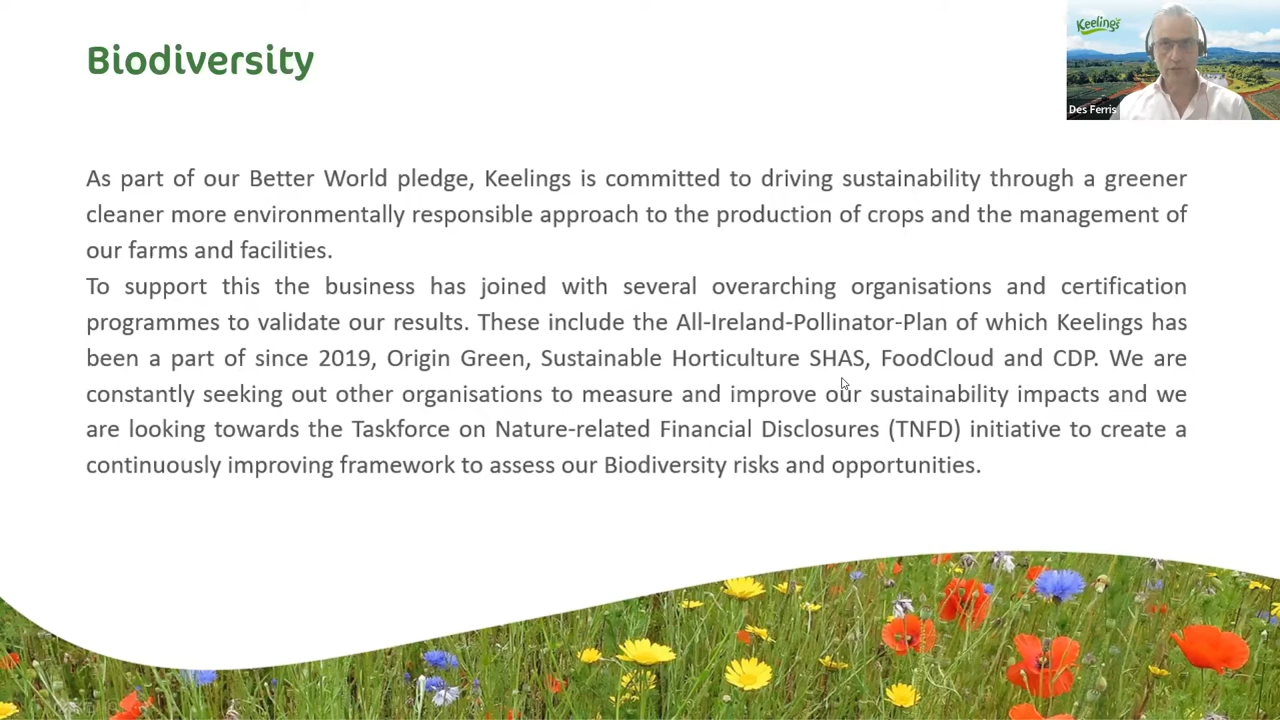 Biodiversity
Keelings
Des Ferris
As part of our Better World pledge, Keelings is committed to driving sustainability through a greener
cleaner more environmentally responsible approach to the production of crops and the management of
our farms and facilities.
To support this the business has joined with several overarching organisations and certification
programmes to validate our results. These include the All-Ireland-Pollinator-Plan of which Keelings has
been a part of since 2019, Origin Green, Sustainable Horticulture SHAS, FoodCloud and CDP. We are
constantly seeking out other organisations to measure and improve our sustainability impacts and we
are looking towards the Taskforce on Nature-related Financial Disclosures (TNFD) initiative to create a
continuously improving framework to assess our Biodiversity risks and opportunities.